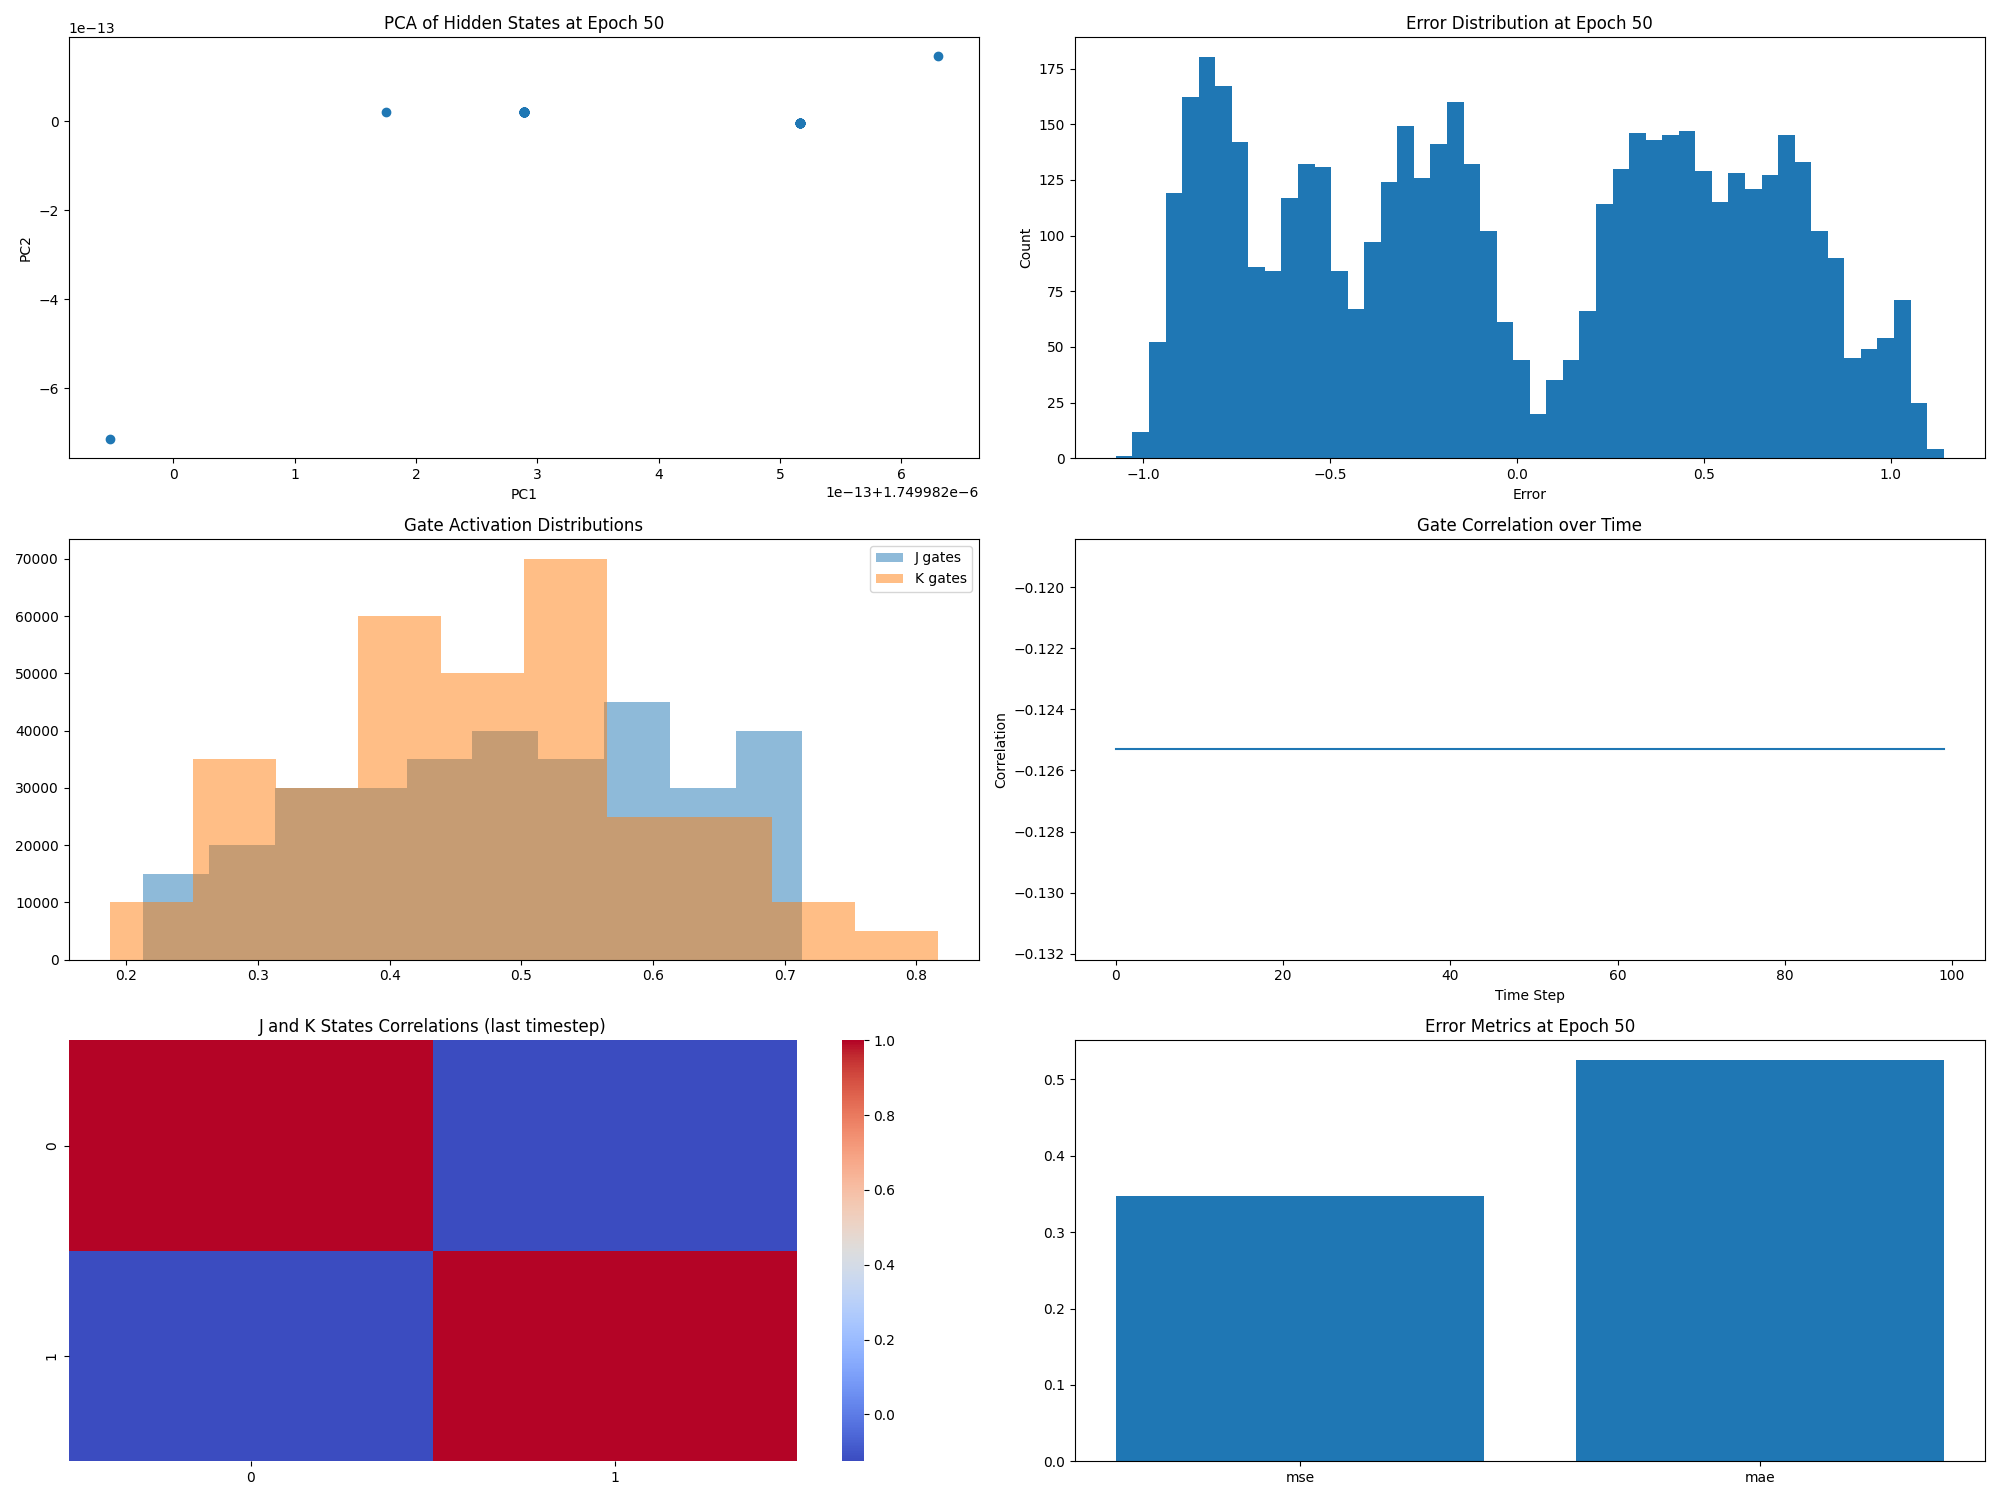 PCA of Hidden States at Epoch 50
1e−13
0
−2
−4
−6
PC2
0 1 2 3 4 5 6
1e−13+1.749982e−6
PC1
Error Distribution at Epoch 50
175
150
125
100
75
50
25
0
Count
−1.0 −0.5 0.0 0.5 1.0
Error
Gate Activation Distributions
J gates
K gates
70000
60000
50000
40000
30000
20000
10000
0
0.2 0.3 0.4 0.5 0.6 0.7 0.8
Gate Correlation over Time
−0.120
−0.122
−0.124
−0.126
−0.128
−0.130
−0.132
Correlation
0 20 40 60 80 100
Time Step
J and K States Correlations (last timestep)
0
1
0 1
1.0
0.8
0.6
0.4
0.2
0.0
Error Metrics at Epoch 50
0.5
0.4
0.3
0.2
0.1
0.0
mse mae